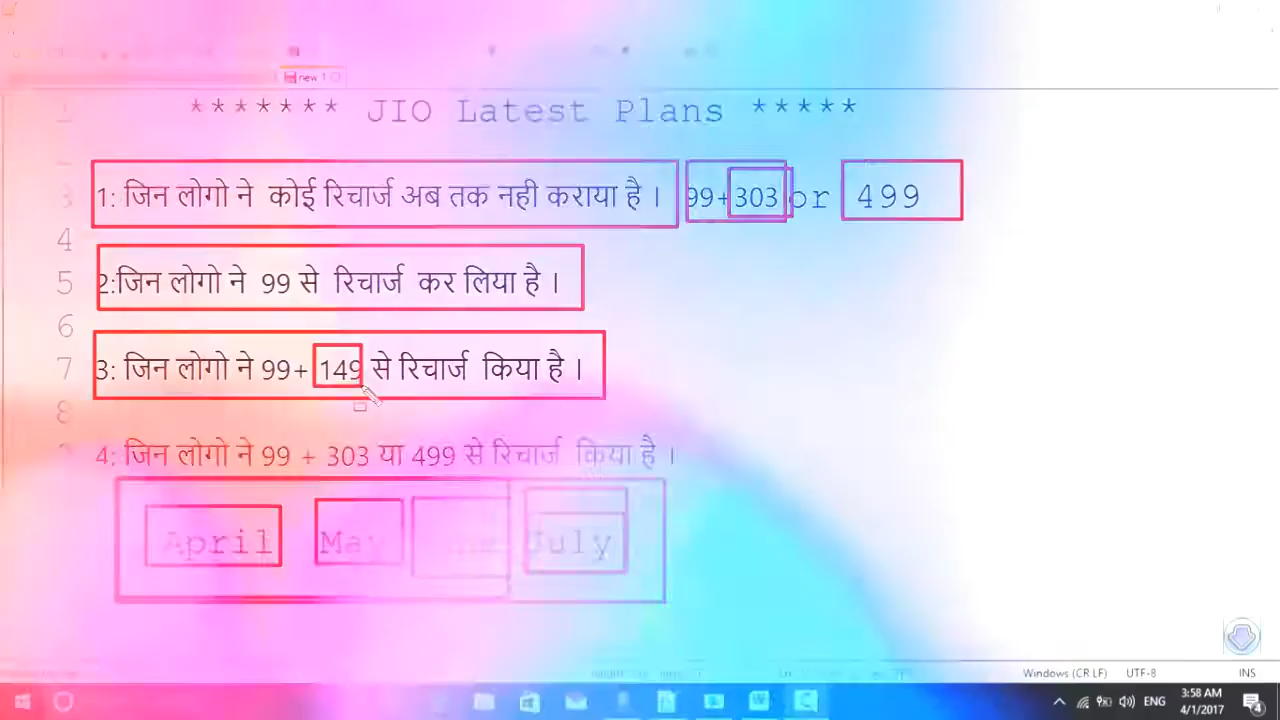 new 1
******* JIO Latest Plans *****
3 1: जिन लोगो ने कोई रिचार्ज अब तक नही कराया है । 99+303 or 499
4
5 2:जिन लोगो ने 99 से रिचार्ज कर लिया है ।
6
7 3: जिन लोगो ने 99+ 149 से रिचार्ज किया है ।
8
4: जिन लोगो ने 99 + 303 या 499 से रिचार्ज किया है ।
April May July
Windows (CR LF) UTF-8 INS
ENG 3:58 AM
4/1/2017 4